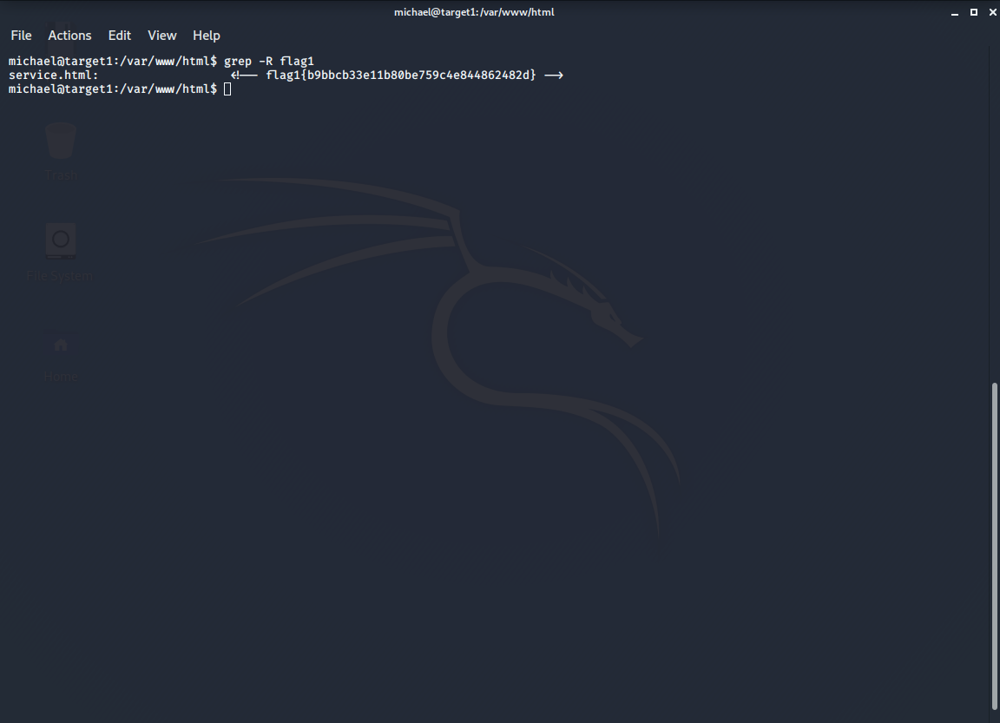 michael@target1:/var/www/html
File Actions Edit View Help
michael@target1:/var/www/html$ grep -R flag1
service.html:                   <!-- flag1{b9bbcb33e11b80be759c4e844862482d} -->
michael@target1:/var/www/html$
Trash
File System
Home